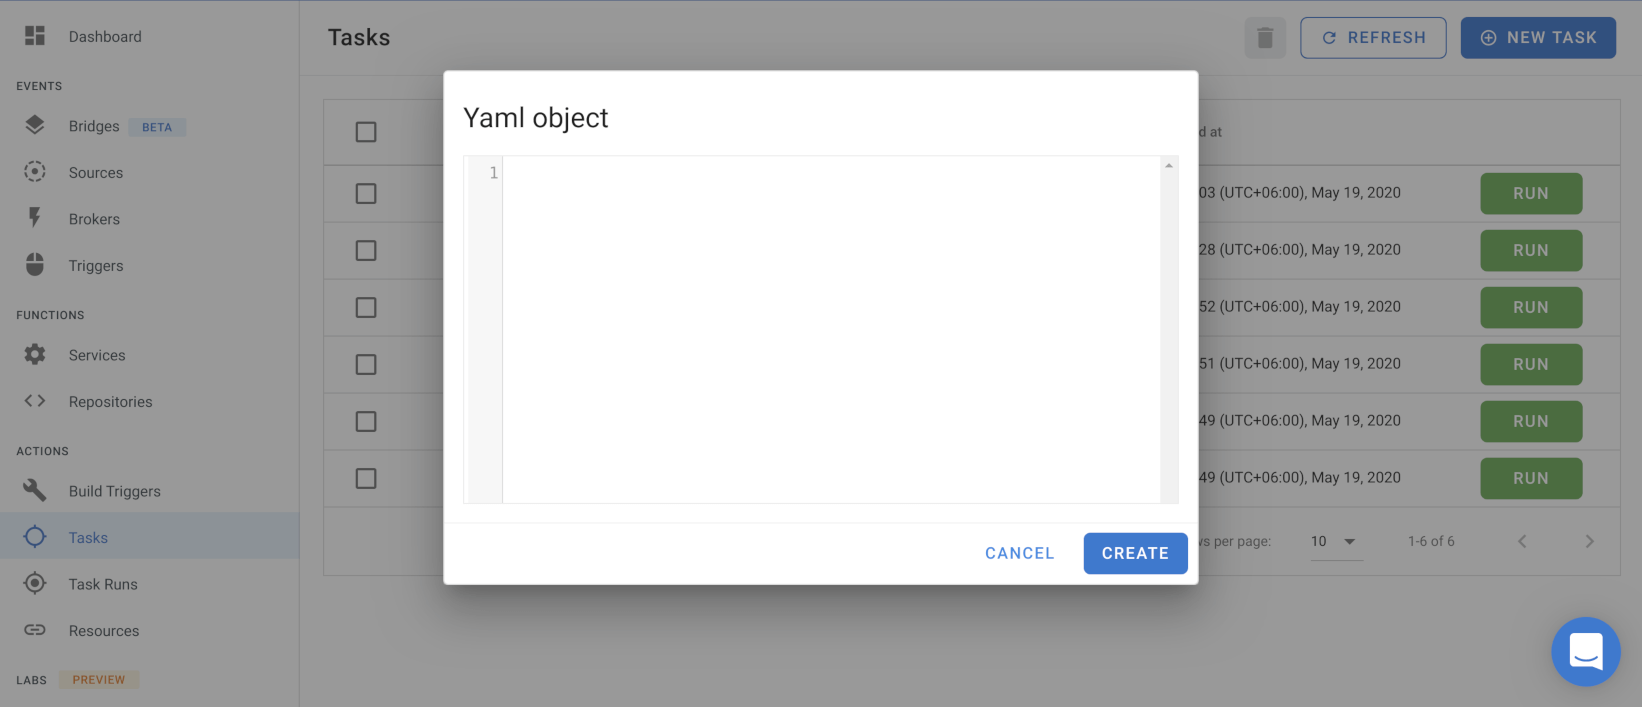 Dashboard
EVENTS
Bridges BETA
Sources
Brokers
Triggers
FUNCTIONS
Services
Repositories
ACTIONS
Build Triggers
Tasks
Task Runs
Resources
LABS PREVIEW
Tasks
REFRESH
NEW TASK
d at
03 (UTC+06:00), May 19, 2020 RUN
28 (UTC+06:00), May 19, 2020 RUN
52 (UTC+06:00), May 19, 2020 RUN
51 (UTC+06:00), May 19, 2020 RUN
49 (UTC+06:00), May 19, 2020 RUN
49 (UTC+06:00), May 19, 2020 RUN
vs per page: 10 1-6 of 6
Yaml object
1
CANCEL CREATE